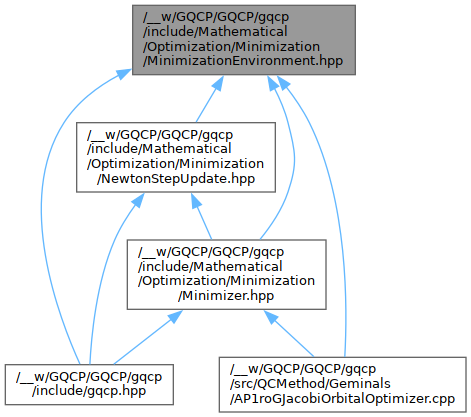 /__w/GQCP/GQCP/gqcp
/include/Mathematical
/Optimization/Minimization
/MinimizationEnvironment.hpp
/__w/GQCP/GQCP/gqcp
/include/Mathematical
/Optimization/Minimization
/NewtonStepUpdate.hpp
/__w/GQCP/GQCP/gqcp
/include/Mathematical
/Optimization/Minimization
/Minimizer.hpp
/__w/GQCP/GQCP/gqcp
/include/gqcp.hpp
/__w/GQCP/GQCP/gqcp
/src/QCMethod/Geminals
/AP1roGJacobiOrbitalOptimizer.cpp